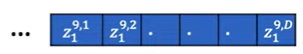 ... z_1^{9,1} z_1^{9,2} . . . z_1^{9,D}